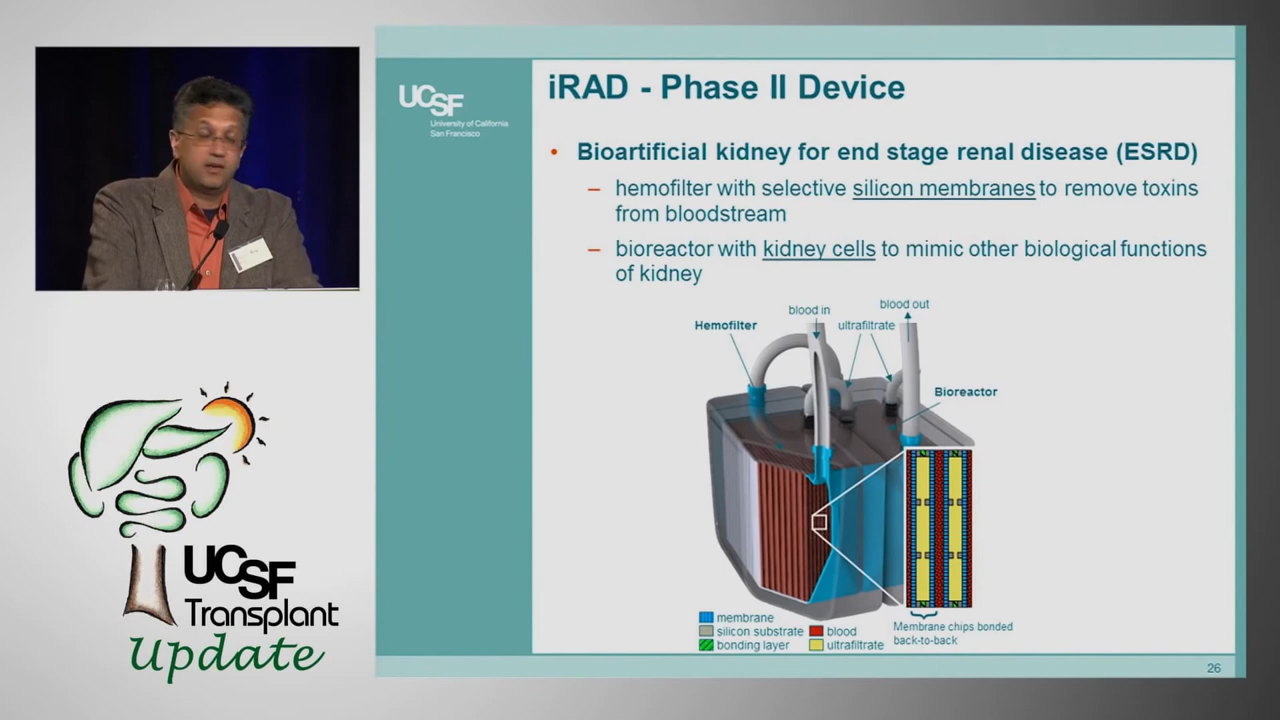 UCSF
University of California
San Francisco
iRAD - Phase II Device
• Bioartificial kidney for end stage renal disease (ESRD)
– hemofilter with selective silicon membranes to remove toxins
from bloodstream
– bioreactor with kidney cells to mimic other biological functions
of kidney
blood in
blood out
Hemofilter
ultrafiltrate
Bioreactor
membrane
silicon substrate
blood
bonding layer
ultrafiltrate
Membrane chips bonded
back-to-back
26
UCSF
Transplant
Update